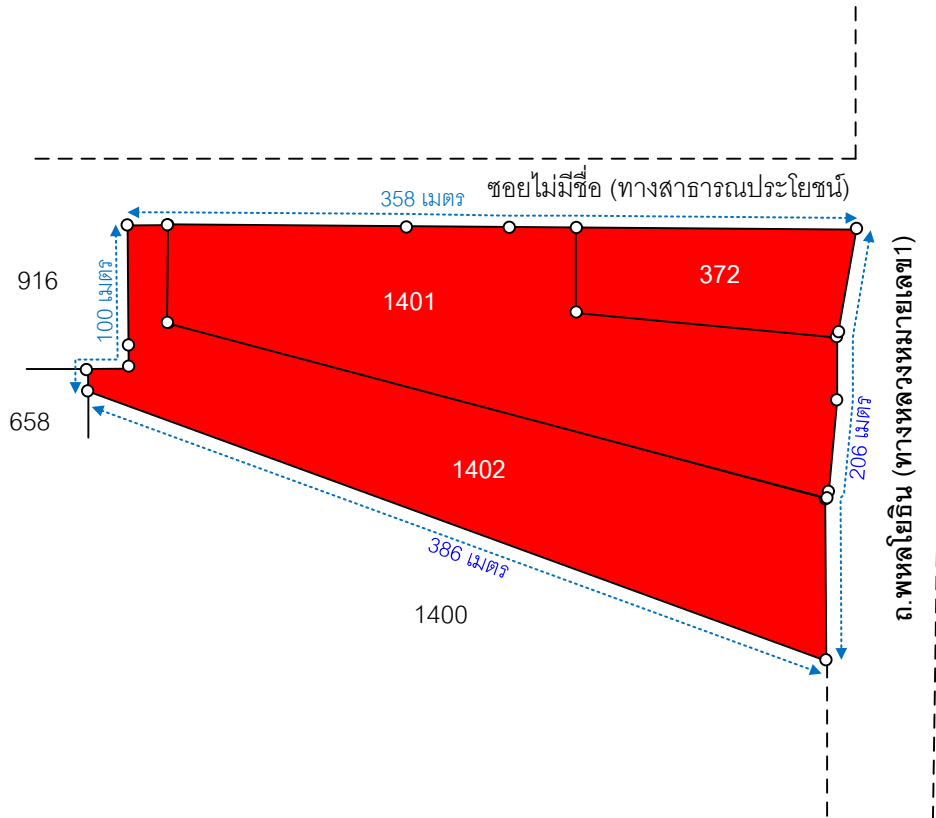 ซอยไม่มีชื่อ (ทางสาธารณประโยชน์)
358 เมตร
916
100 เมตร
372
1401
ถ.พหลโยธิน (ทางหลวงหมายเลข1)
658
206 เมตร
1402
386 เมตร
1400